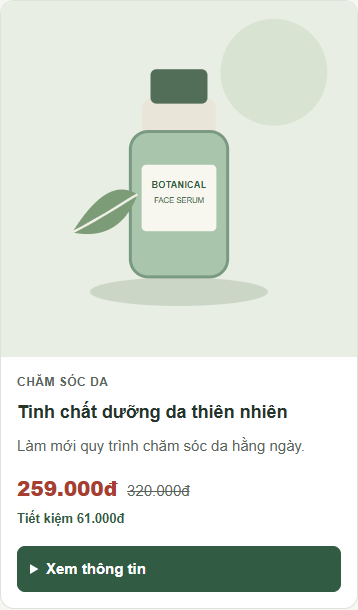 BOTANICAL
FACE SERUM
CHĂM SÓC DA
Tinh chất dưỡng da thiên nhiên
Làm mới quy trình chăm sóc da hằng ngày.
259.000đ 320.000đ
Tiết kiệm 61.000đ
Xem thông tin